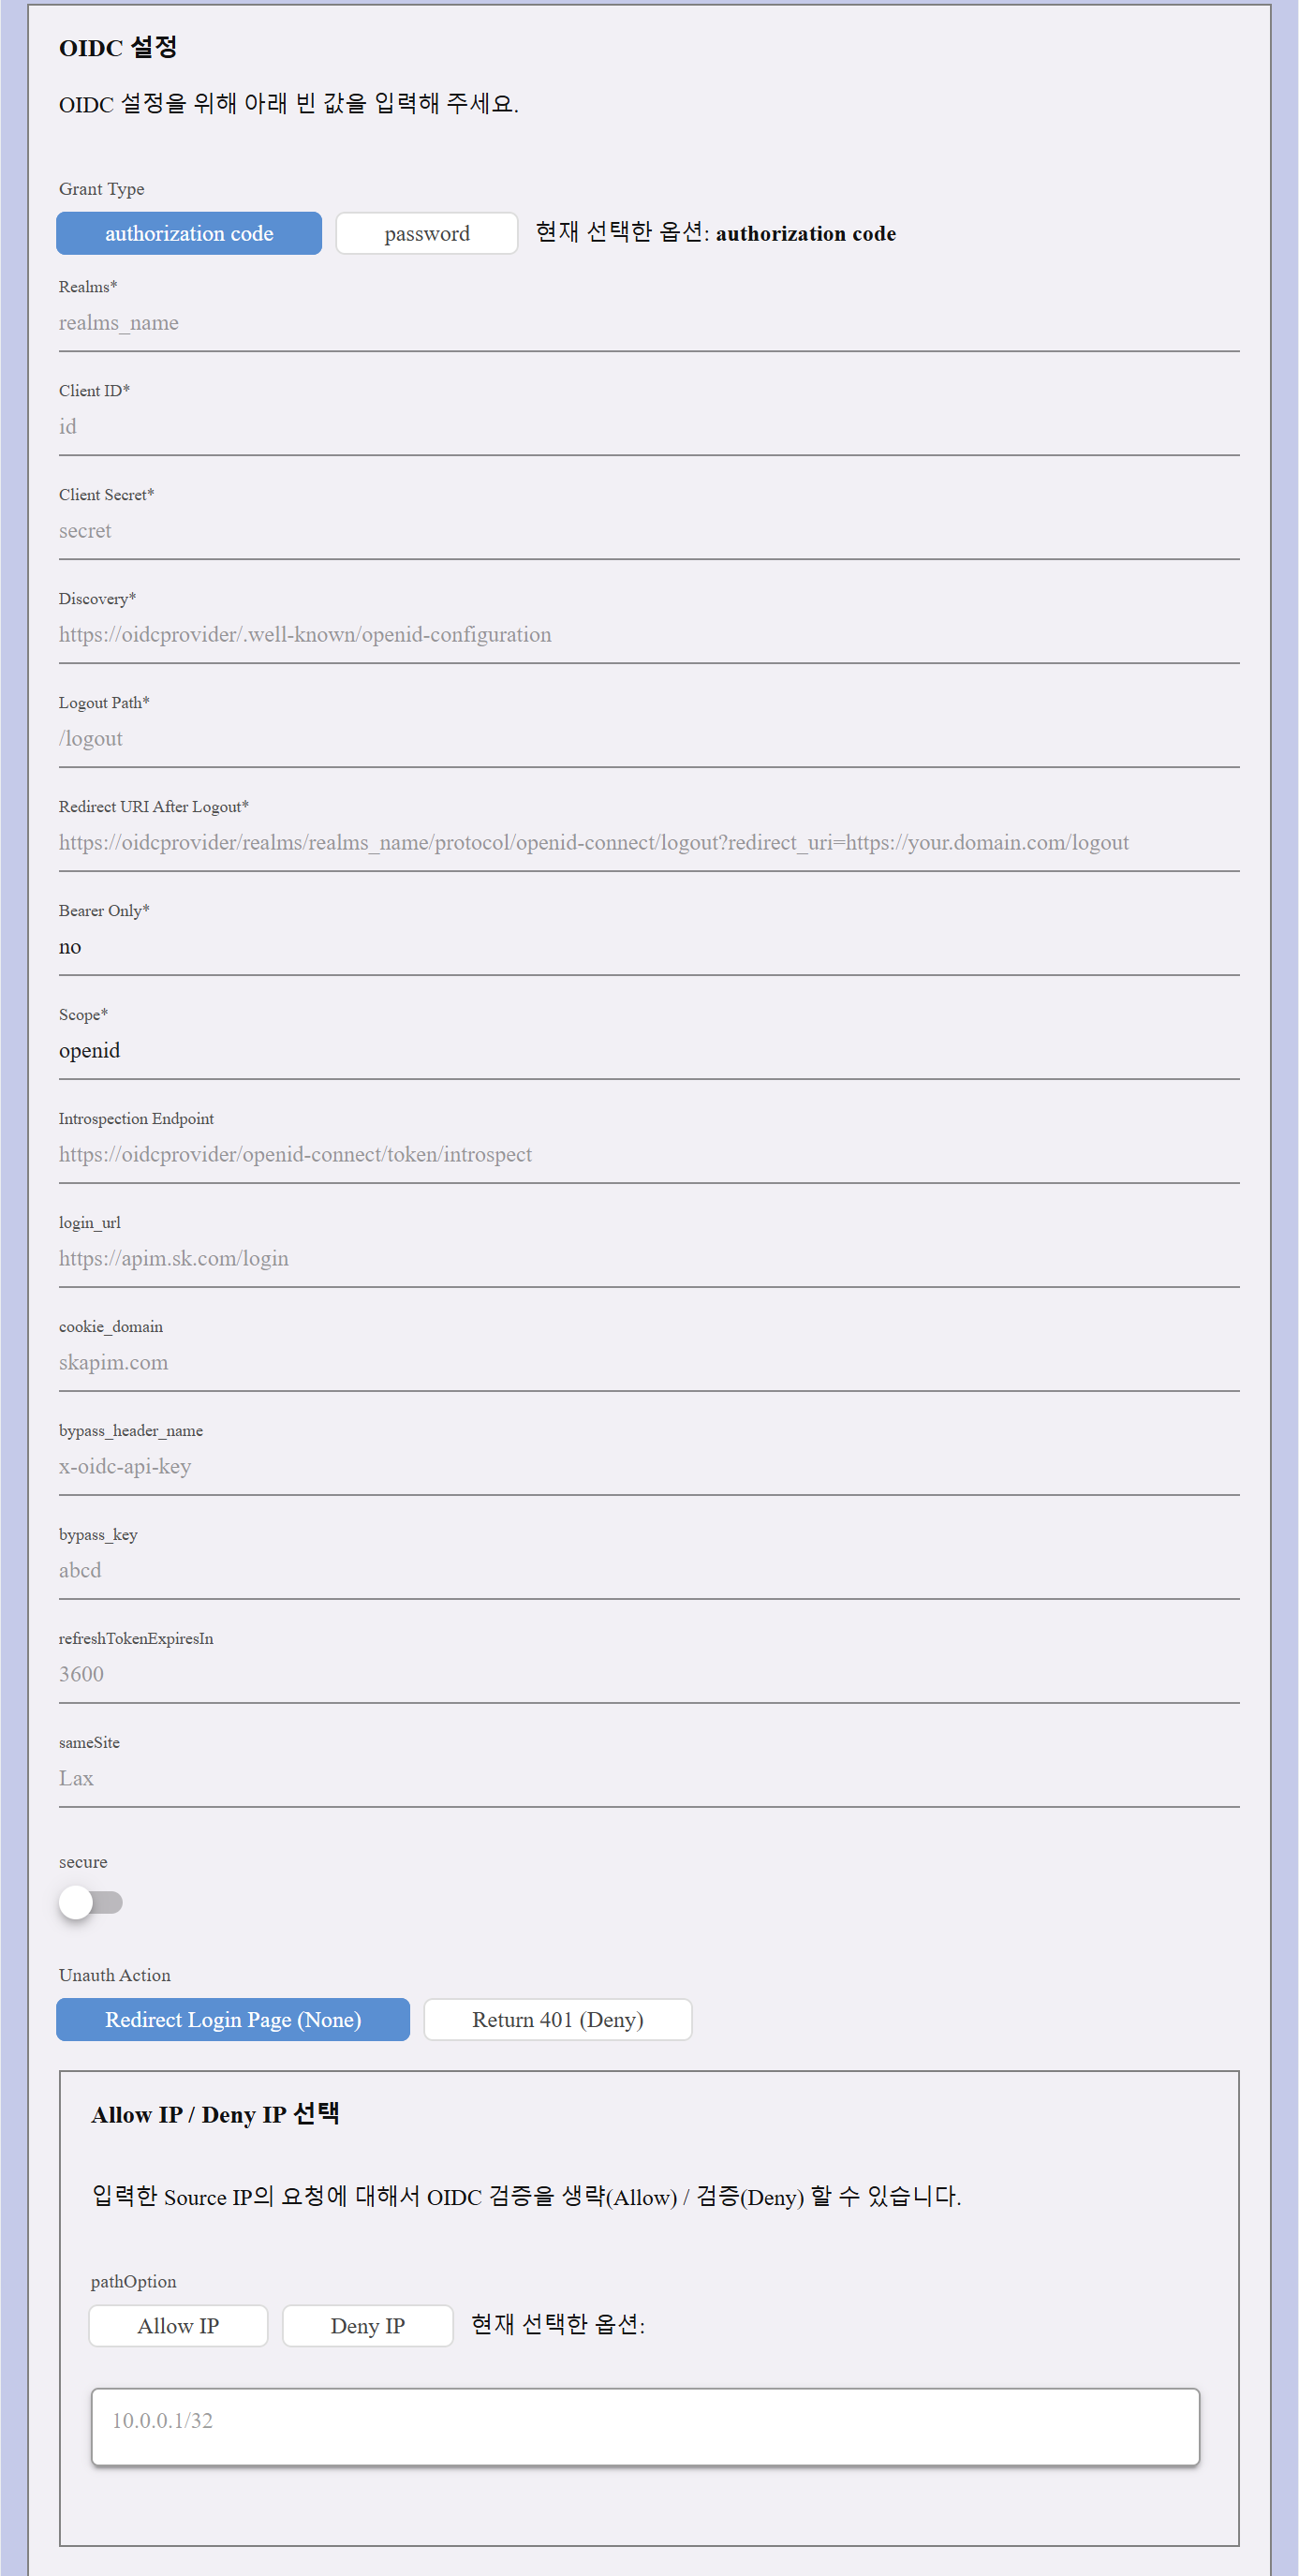 OIDC 설정
OIDC 설정을 위해 아래 빈 값을 입력해 주세요.
Grant Type
authorization code password 현재 선택한 옵션: authorization code
Realms*
realms_name
Client ID*
id
Client Secret*
secret
Discovery*
https://oidcprovider/.well-known/openid-configuration
Logout Path*
/logout
Redirect URI After Logout*
https://oidcprovider/realms/realms_name/protocol/openid-connect/logout?redirect_uri=https://your.domain.com/logout
Bearer Only*
no
Scope*
openid
Introspection Endpoint
https://oidcprovider/openid-connect/token/introspect
login_url
https://apim.sk.com/login
cookie_domain
skapim.com
bypass_header_name
x-oidc-api-key
bypass_key
abcd
refreshTokenExpiresIn
3600
sameSite
Lax
secure
Unauth Action
Redirect Login Page (None) Return 401 (Deny)
Allow IP / Deny IP 선택
입력한 Source IP의 요청에 대해서 OIDC 검증을 생략(Allow) / 검증(Deny) 할 수 있습니다.
pathOption
Allow IP Deny IP 현재 선택한 옵션:
10.0.0.1/32